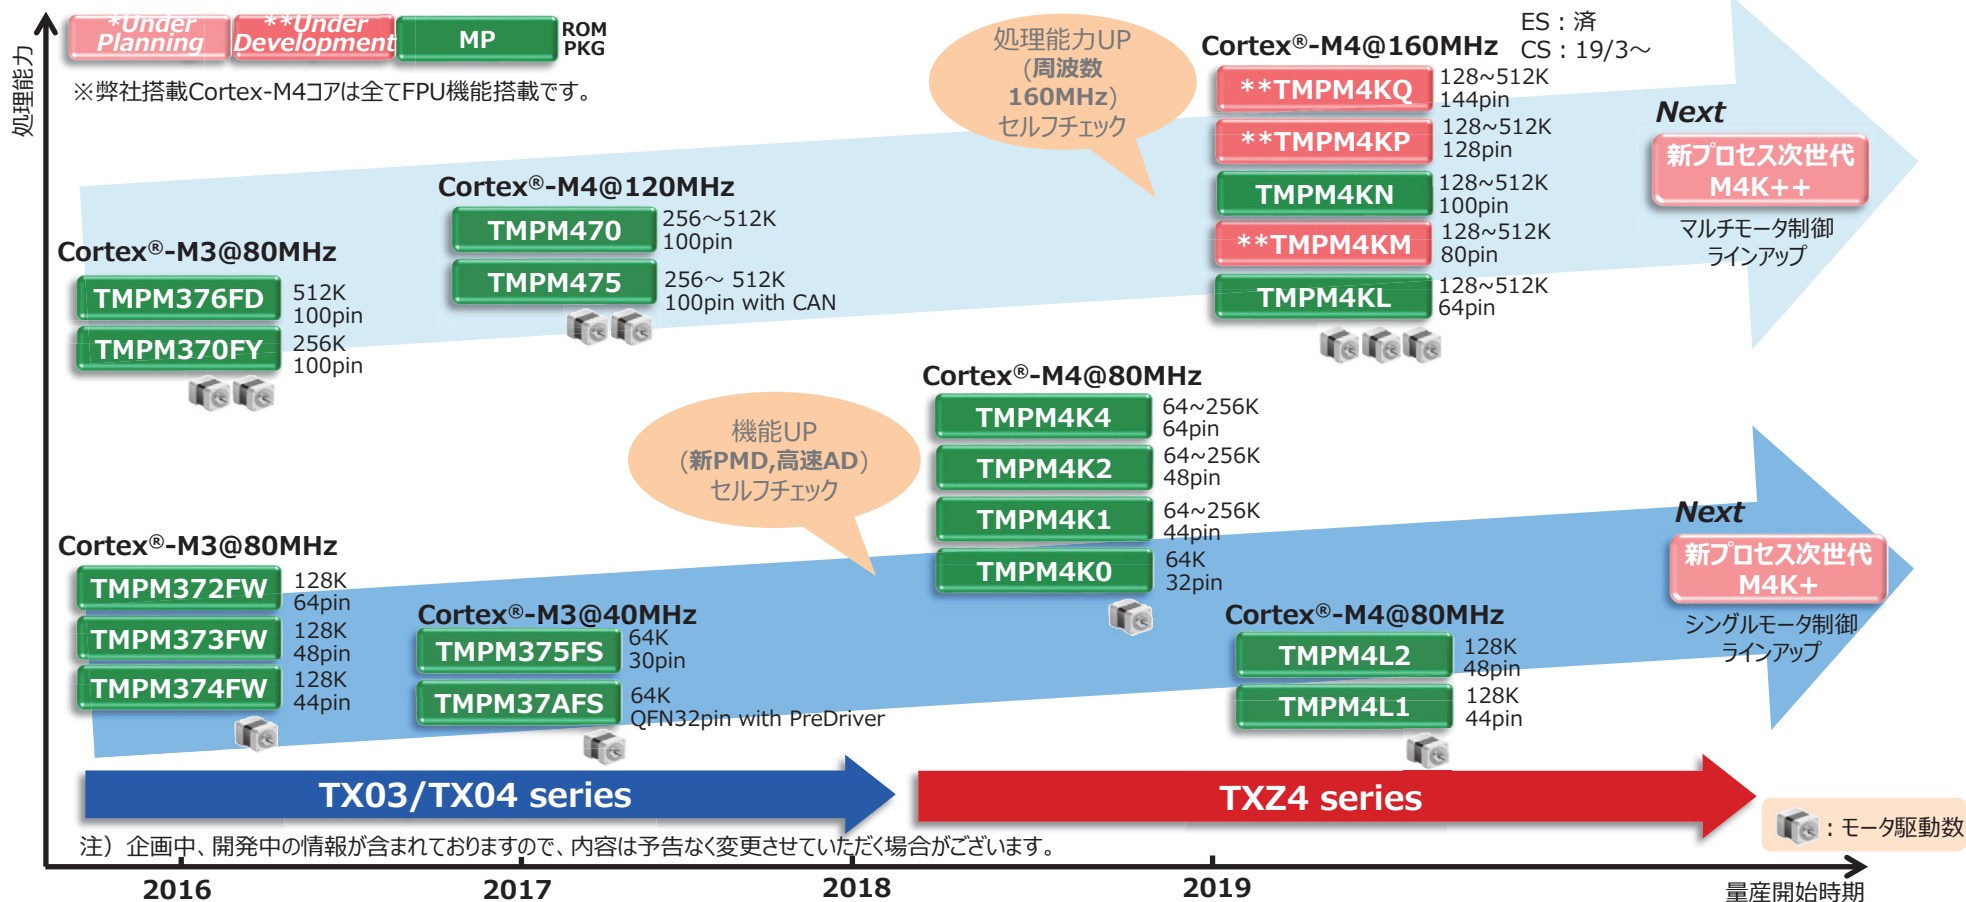 処理能力
*Under
Planning
**Under
Development
MP
ROM
PKG
※弊社搭載Cortex-M4コアは全てFPU機能搭載です。
処理能力UP
(周波数
160MHz)
セルフチェック
Cortex®-M4@160MHz
ES：済
CS：19/3～
**TMPM4KQ
128~512K
144pin
**TMPM4KP
128~512K
128pin
TMPM4KN
128~512K
100pin
**TMPM4KM
128~512K
80pin
TMPM4KL
128~512K
64pin
Next
新プロセス次世代
M4K++
マルチモータ制御
ラインアップ
Cortex®-M4@120MHz
TMPM470
256～512K
100pin
TMPM475
256～ 512K
100pin with CAN
Cortex®-M3@80MHz
TMPM376FD
512K
100pin
TMPM370FY
256K
100pin
Cortex®-M4@80MHz
TMPM4K4
64~256K
64pin
TMPM4K2
64~256K
48pin
TMPM4K1
64~256K
44pin
TMPM4K0
64K
32pin
機能UP
(新PMD,高速AD)
セルフチェック
Cortex®-M3@80MHz
TMPM372FW
128K
64pin
TMPM373FW
128K
48pin
TMPM374FW
128K
44pin
Cortex®-M3@40MHz
TMPM375FS
64K
30pin
TMPM37AFS
64K
QFN32pin with PreDriver
Cortex®-M4@80MHz
TMPM4L2
128K
48pin
TMPM4L1
128K
44pin
Next
新プロセス次世代
M4K+
シングルモータ制御
ラインアップ
TX03/TX04 series
TXZ4 series
：モータ駆動数
注）企画中、開発中の情報が含まれておりますので、内容は予告なく変更させていただく場合がございます。
2016
2017
2018
2019
量産開始時期